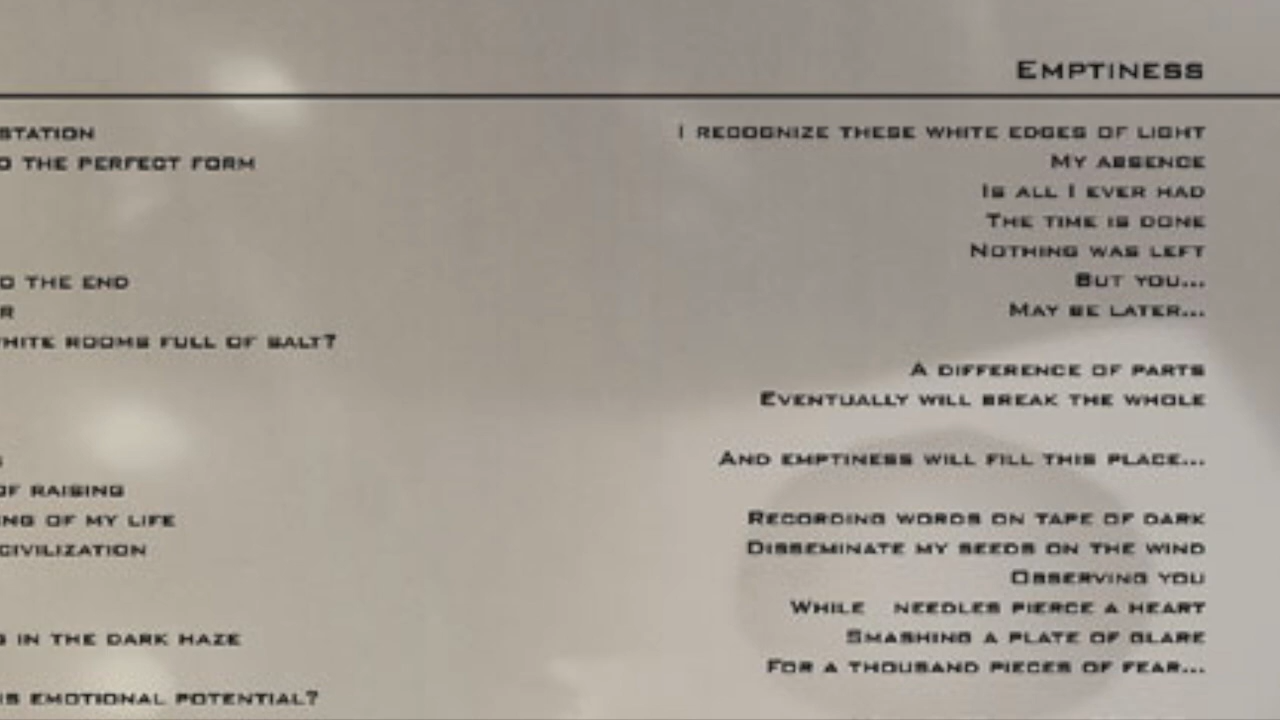 STATION
THE PERFECT FORM
THE END
WHITE ROOMS FULL OF SALT?
OF RAISING
OF MY LIFE
CIVILIZATION
IN THE DARK HAZE
EMOTIONAL POTENTIAL?
EMPTINESS
I RECOGNIZE THESE WHITE EDGES OF LIGHT
MY ABSENCE
IS ALL I EVER HAD
THE TIME IS DONE
NOTHING WAS LEFT
BUT YOU...
MAY BE LATER...
A DIFFERENCE OF PARTS
EVENTUALLY WILL BREAK THE WHOLE
AND EMPTINESS WILL FILL THIS PLACE...
RECORDING WORDS ON TAPE OF DARK
DISSEMINATE MY SEEDS ON THE WIND
OBSERVING YOU
WHILE NEEDLES PIERCE A HEART
SMASHING A PLATE OF GLARE
FOR A THOUSAND PIECES OF FEAR...